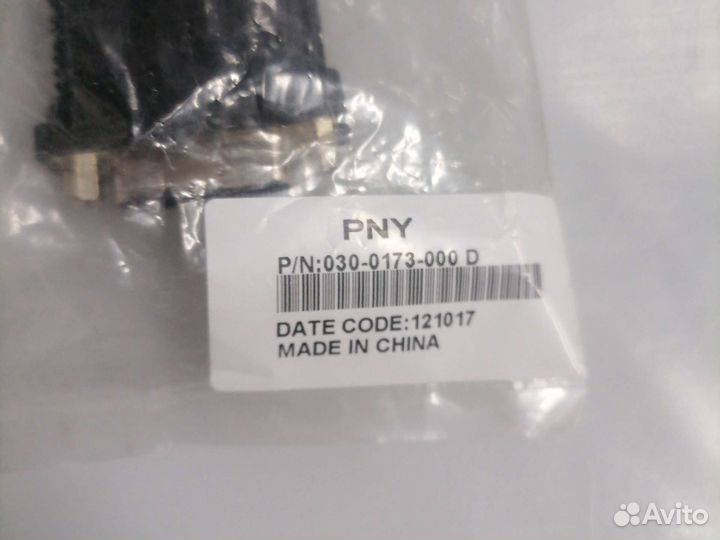 PNY
P/N:030-0173-000 D
DATE CODE:121017
MADE IN CHINA
Avito